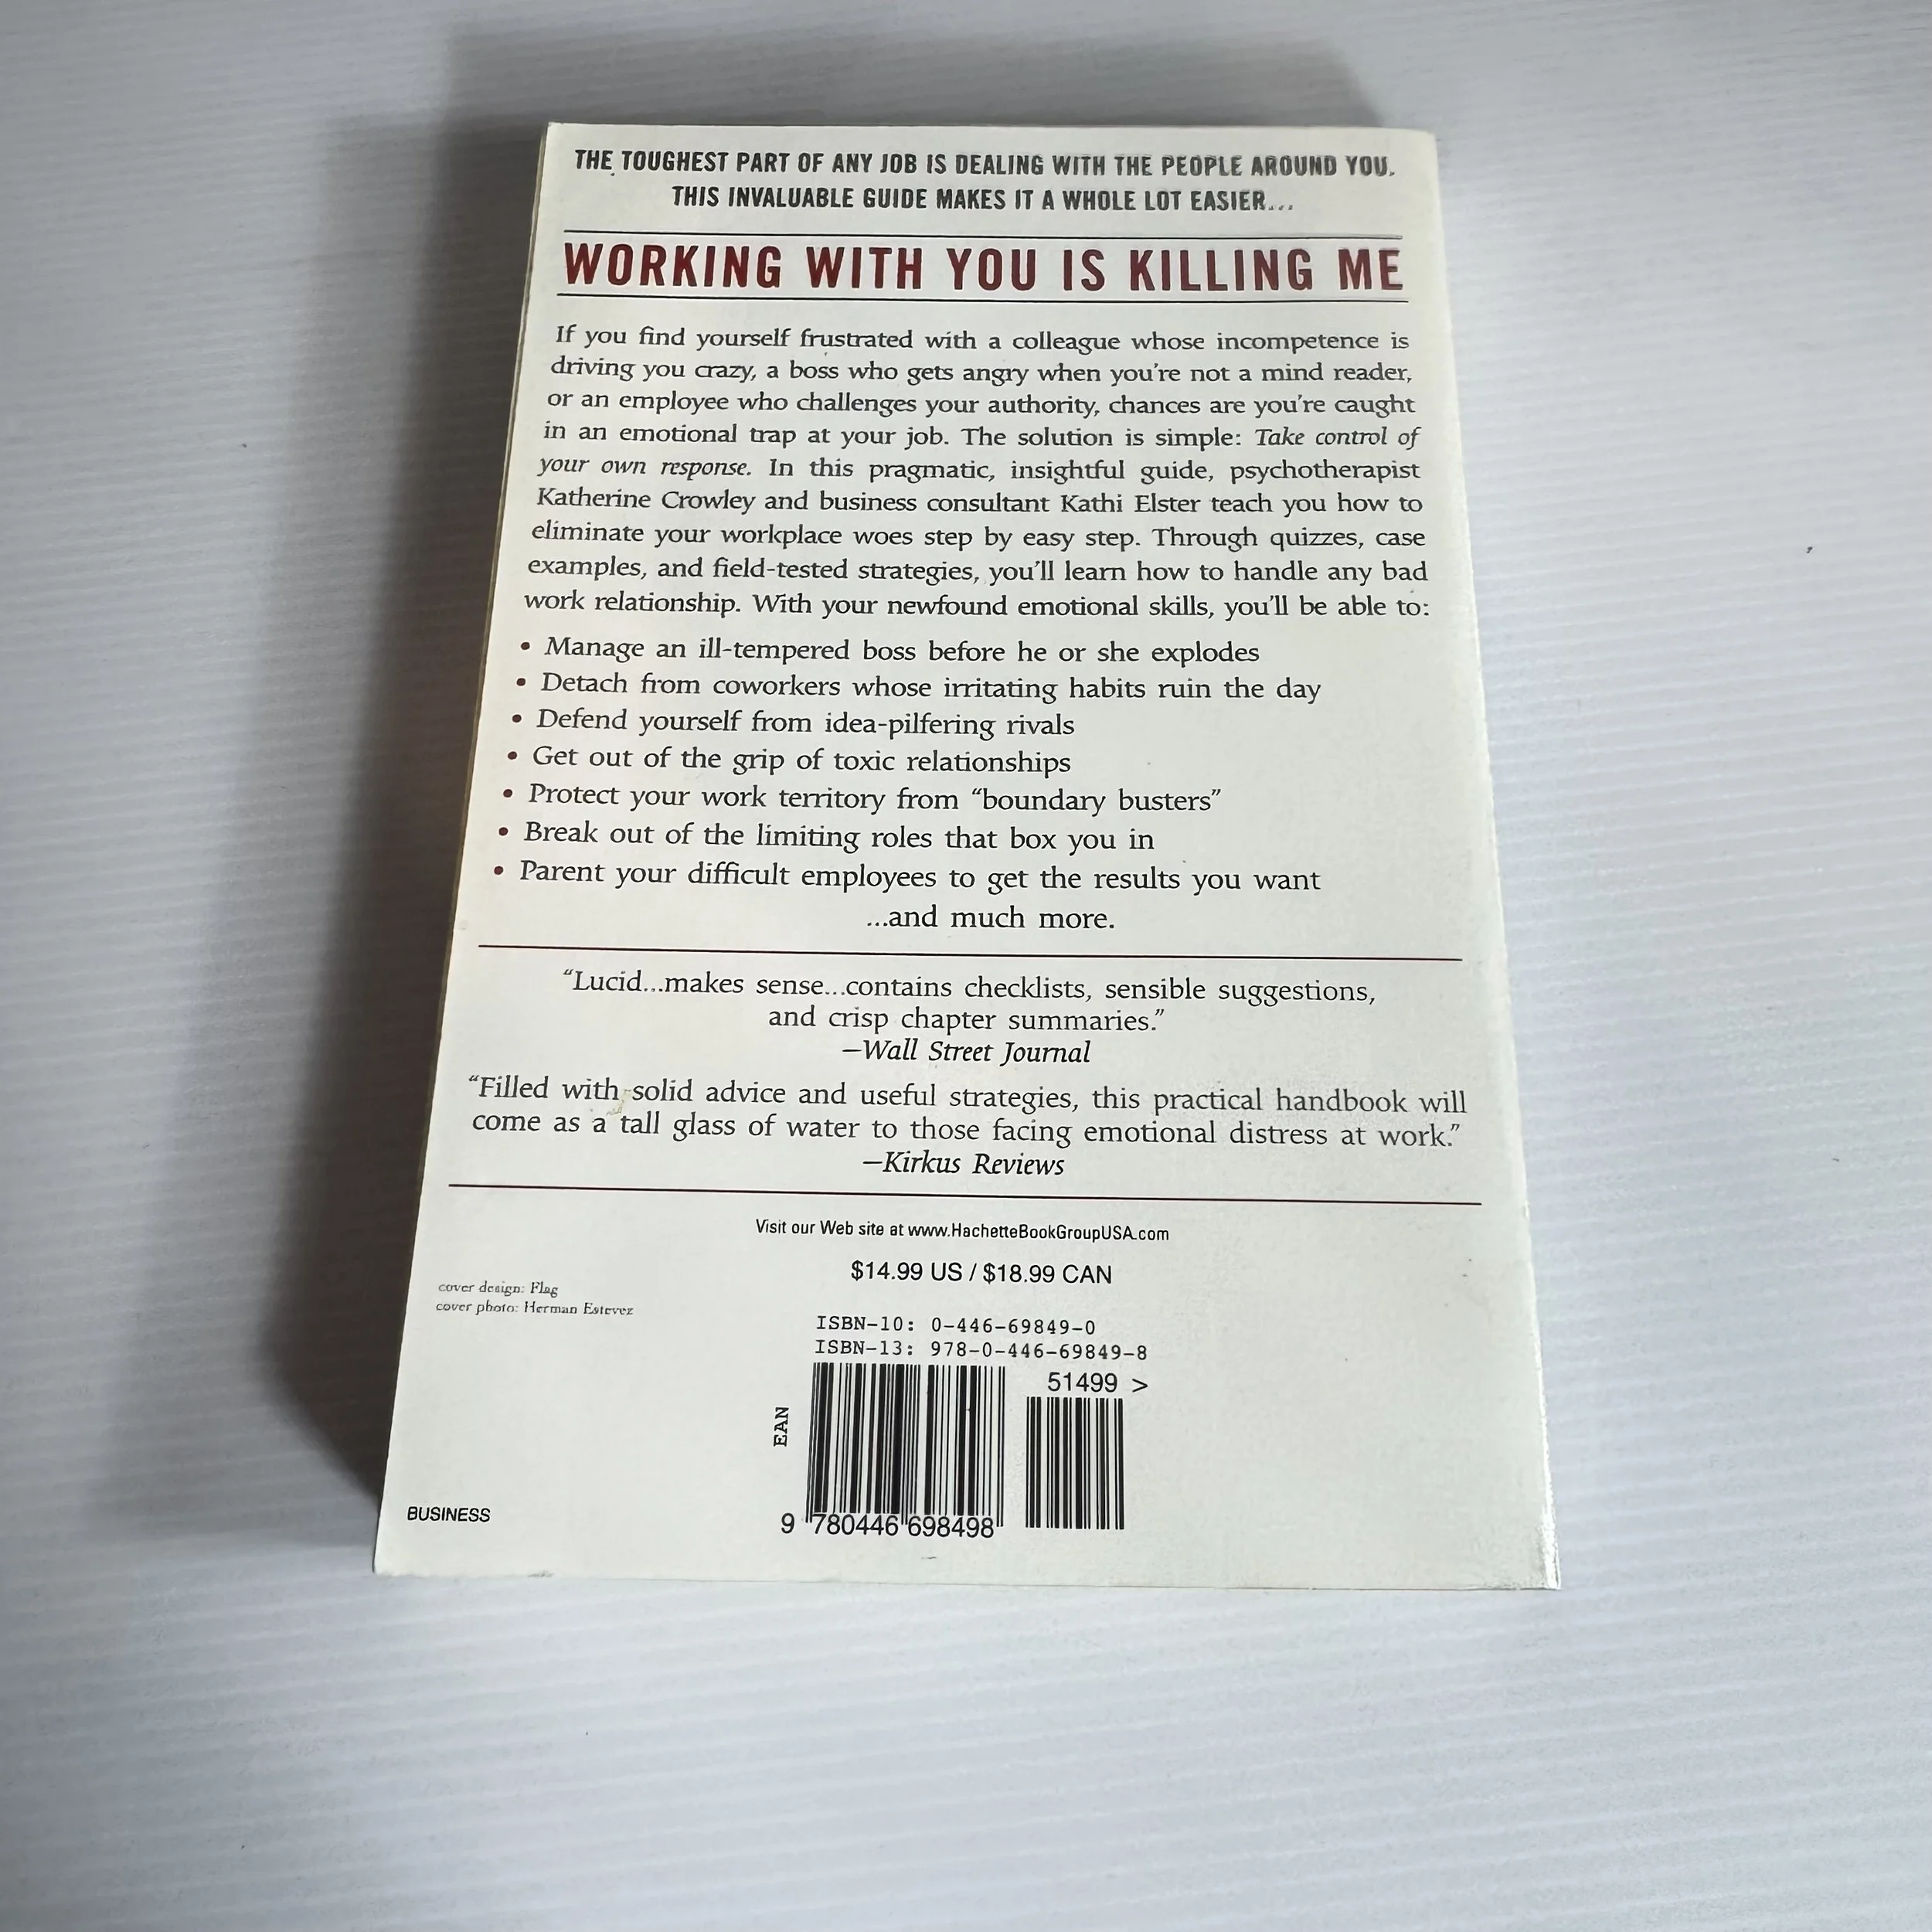 THE TOUGHEST PART OF ANY JOB IS DEALING WITH THE PEOPLE AROUND YOU.
THIS INVALUABLE GUIDE MAKES IT A WHOLE LOT EASIER...
WORKING WITH YOU IS KILLING ME
If you find yourself frustrated with a colleague whose incompetence is
driving you crazy, a boss who gets angry when you're not a mind reader,
or an employee who challenges your authority, chances are you're caught
in an emotional trap at your job. The solution is simple: Take control of
your own response. In this pragmatic, insightful guide, psychotherapist
Katherine Crowley and business consultant Kathi Elster teach you how to
eliminate your workplace woes step by easy step. Through quizzes, case
examples, and field-tested strategies, you'll learn how to handle any bad
work relationship. With your newfound emotional skills, you'll be able to:
• Manage an ill-tempered boss before he or she explodes
• Detach from coworkers whose irritating habits ruin the day
• Defend yourself from idea-pilfering rivals
• Get out of the grip of toxic relationships
• Protect your work territory from “boundary busters”
• Break out of the limiting roles that box you in
• Parent your difficult employees to get the results you want
...and much more.
“Lucid...makes sense...contains checklists, sensible suggestions,
and crisp chapter summaries.”
—Wall Street Journal
“Filled with solid advice and useful strategies, this practical handbook will
come as a tall glass of water to those facing emotional distress at work.”
—Kirkus Reviews
Visit our Web site at www.HachetteBookGroupUSA.com
$14.99 US / $18.99 CAN
cover design: Flag
cover photo: Herman Estevez
ISBN-10: 0-446-69849-0
ISBN-13: 978-0-446-69849-8
51499 >
EAN
9 780446 698498
BUSINESS